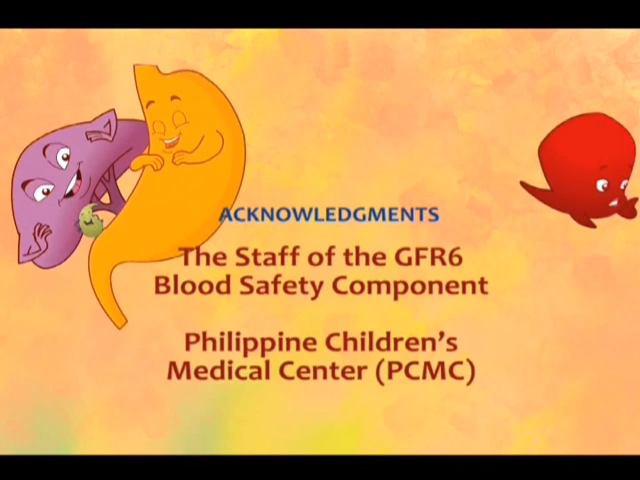 ACKNOWLEDGMENTS
The Staff of the GFR6
Blood Safety Component
Philippine Children's
Medical Center (PCMC)